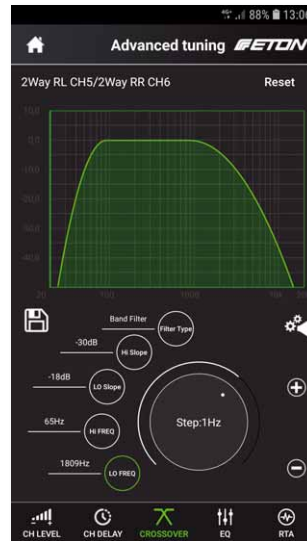 88% 13:06
Advanced tuning ETON
2Way RL CH5/2Way RR CH6 Reset
10,0
0,0
-10,0
-20,0
-30,0
-40,0
20 100 1000 10k
Band Filter Filter Type
-30dB Hi Slope
-18dB LO Slope
Step:1Hz
65Hz Hi FREQ
1809Hz LO FREQ
CH LEVEL CH DELAY CROSSOVER EQ RTA